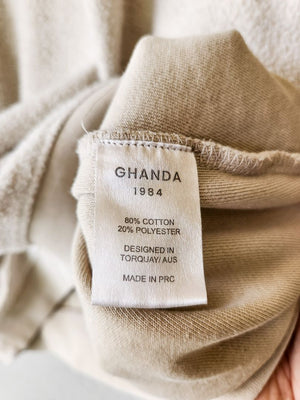 GHANDA
1984
80% COTTON
20% POLYESTER
DESIGNED IN
TORQUAY/ AUS
MADE IN PRC